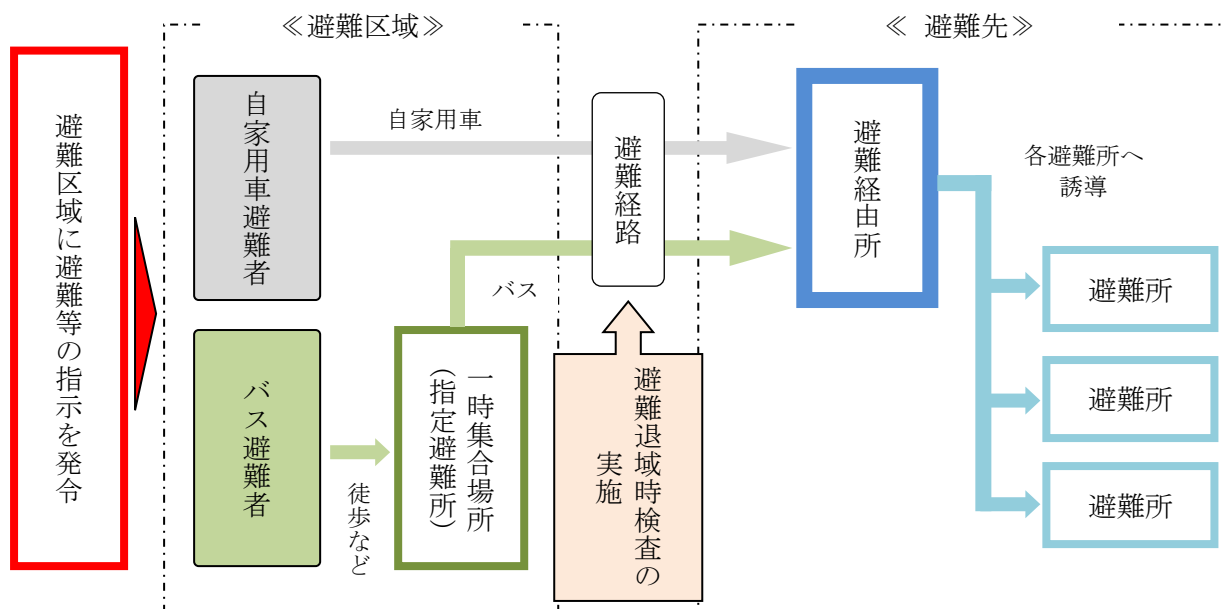 ≪避難区域≫
≪ 避難先≫
避難区域に避難等の指示を発令
自家用車避難者
自家用車
避難経路
避難経由所
各避難所へ
誘導
バス
バス避難者
徒歩など
一時集合場所
(指定避難所)
避難退域時検査の
実施
避難所
避難所
避難所